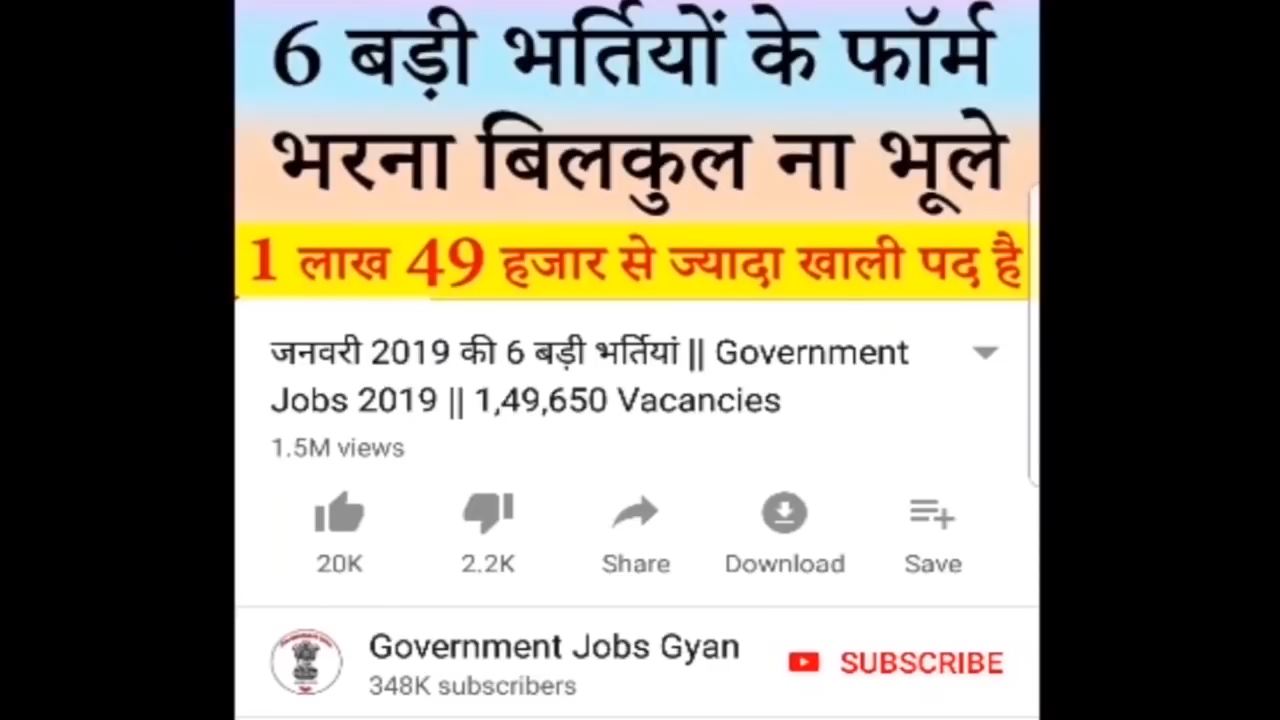 6 बड़ी भर्तियों के फॉर्म
भरना बिलकुल ना भूले
1 लाख 49 हजार से ज्यादा खाली पद है
जनवरी 2019 की 6 बड़ी भर्तियां || Government
Jobs 2019 || 1,49,650 Vacancies
1.5M views
20K 2.2K Share Download Save
Government Jobs Gyan
SUBSCRIBE
348K subscribers